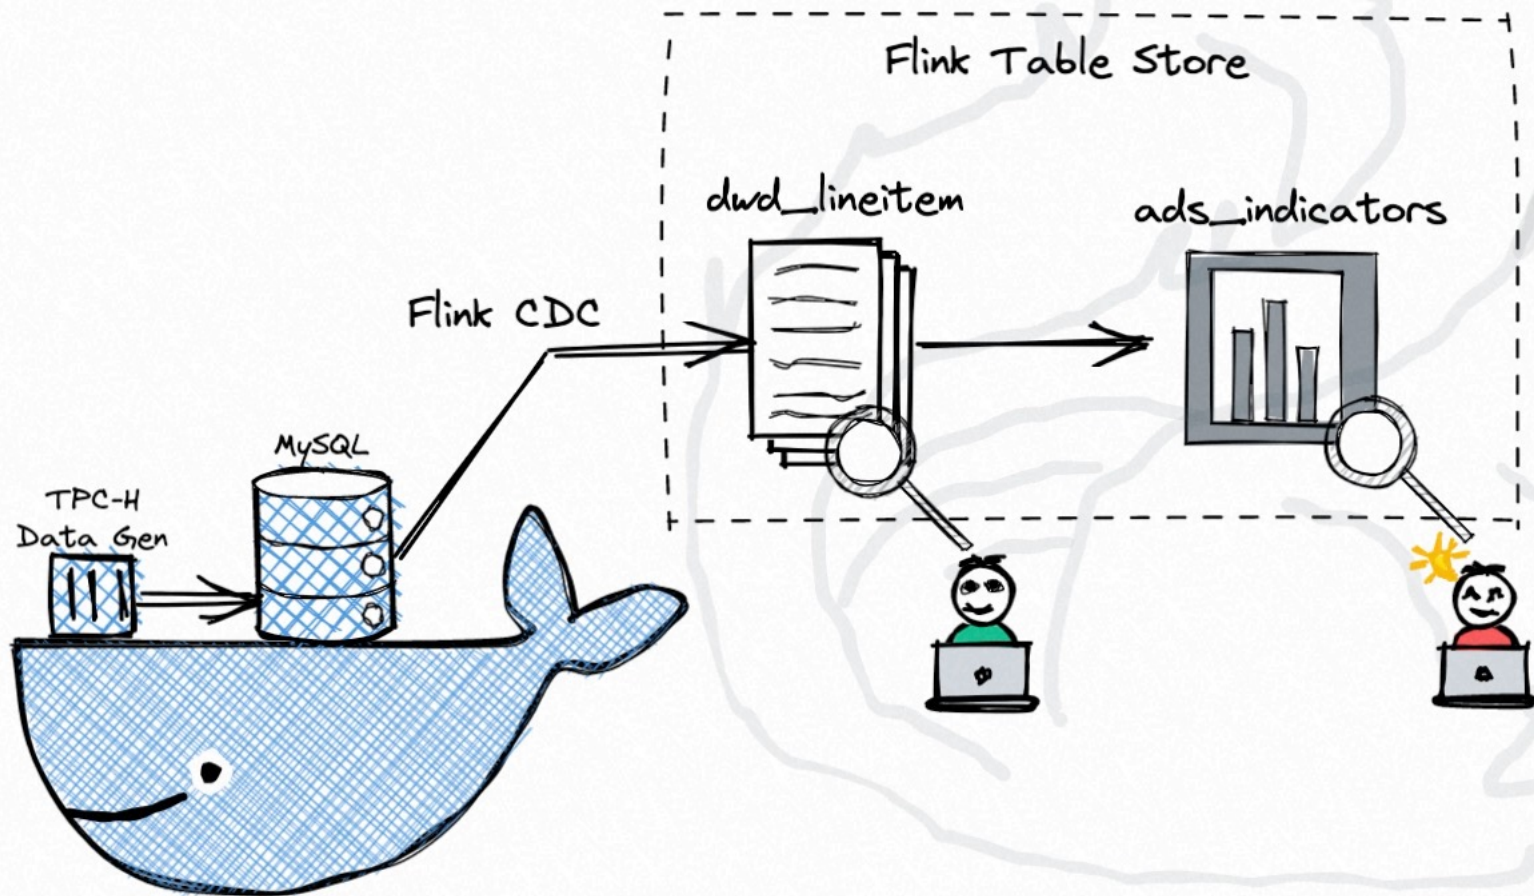 Flink Table Store
dwd_lineitem
ads_indicators
Flink CDC
MySQL
TPC-H
Data Gen